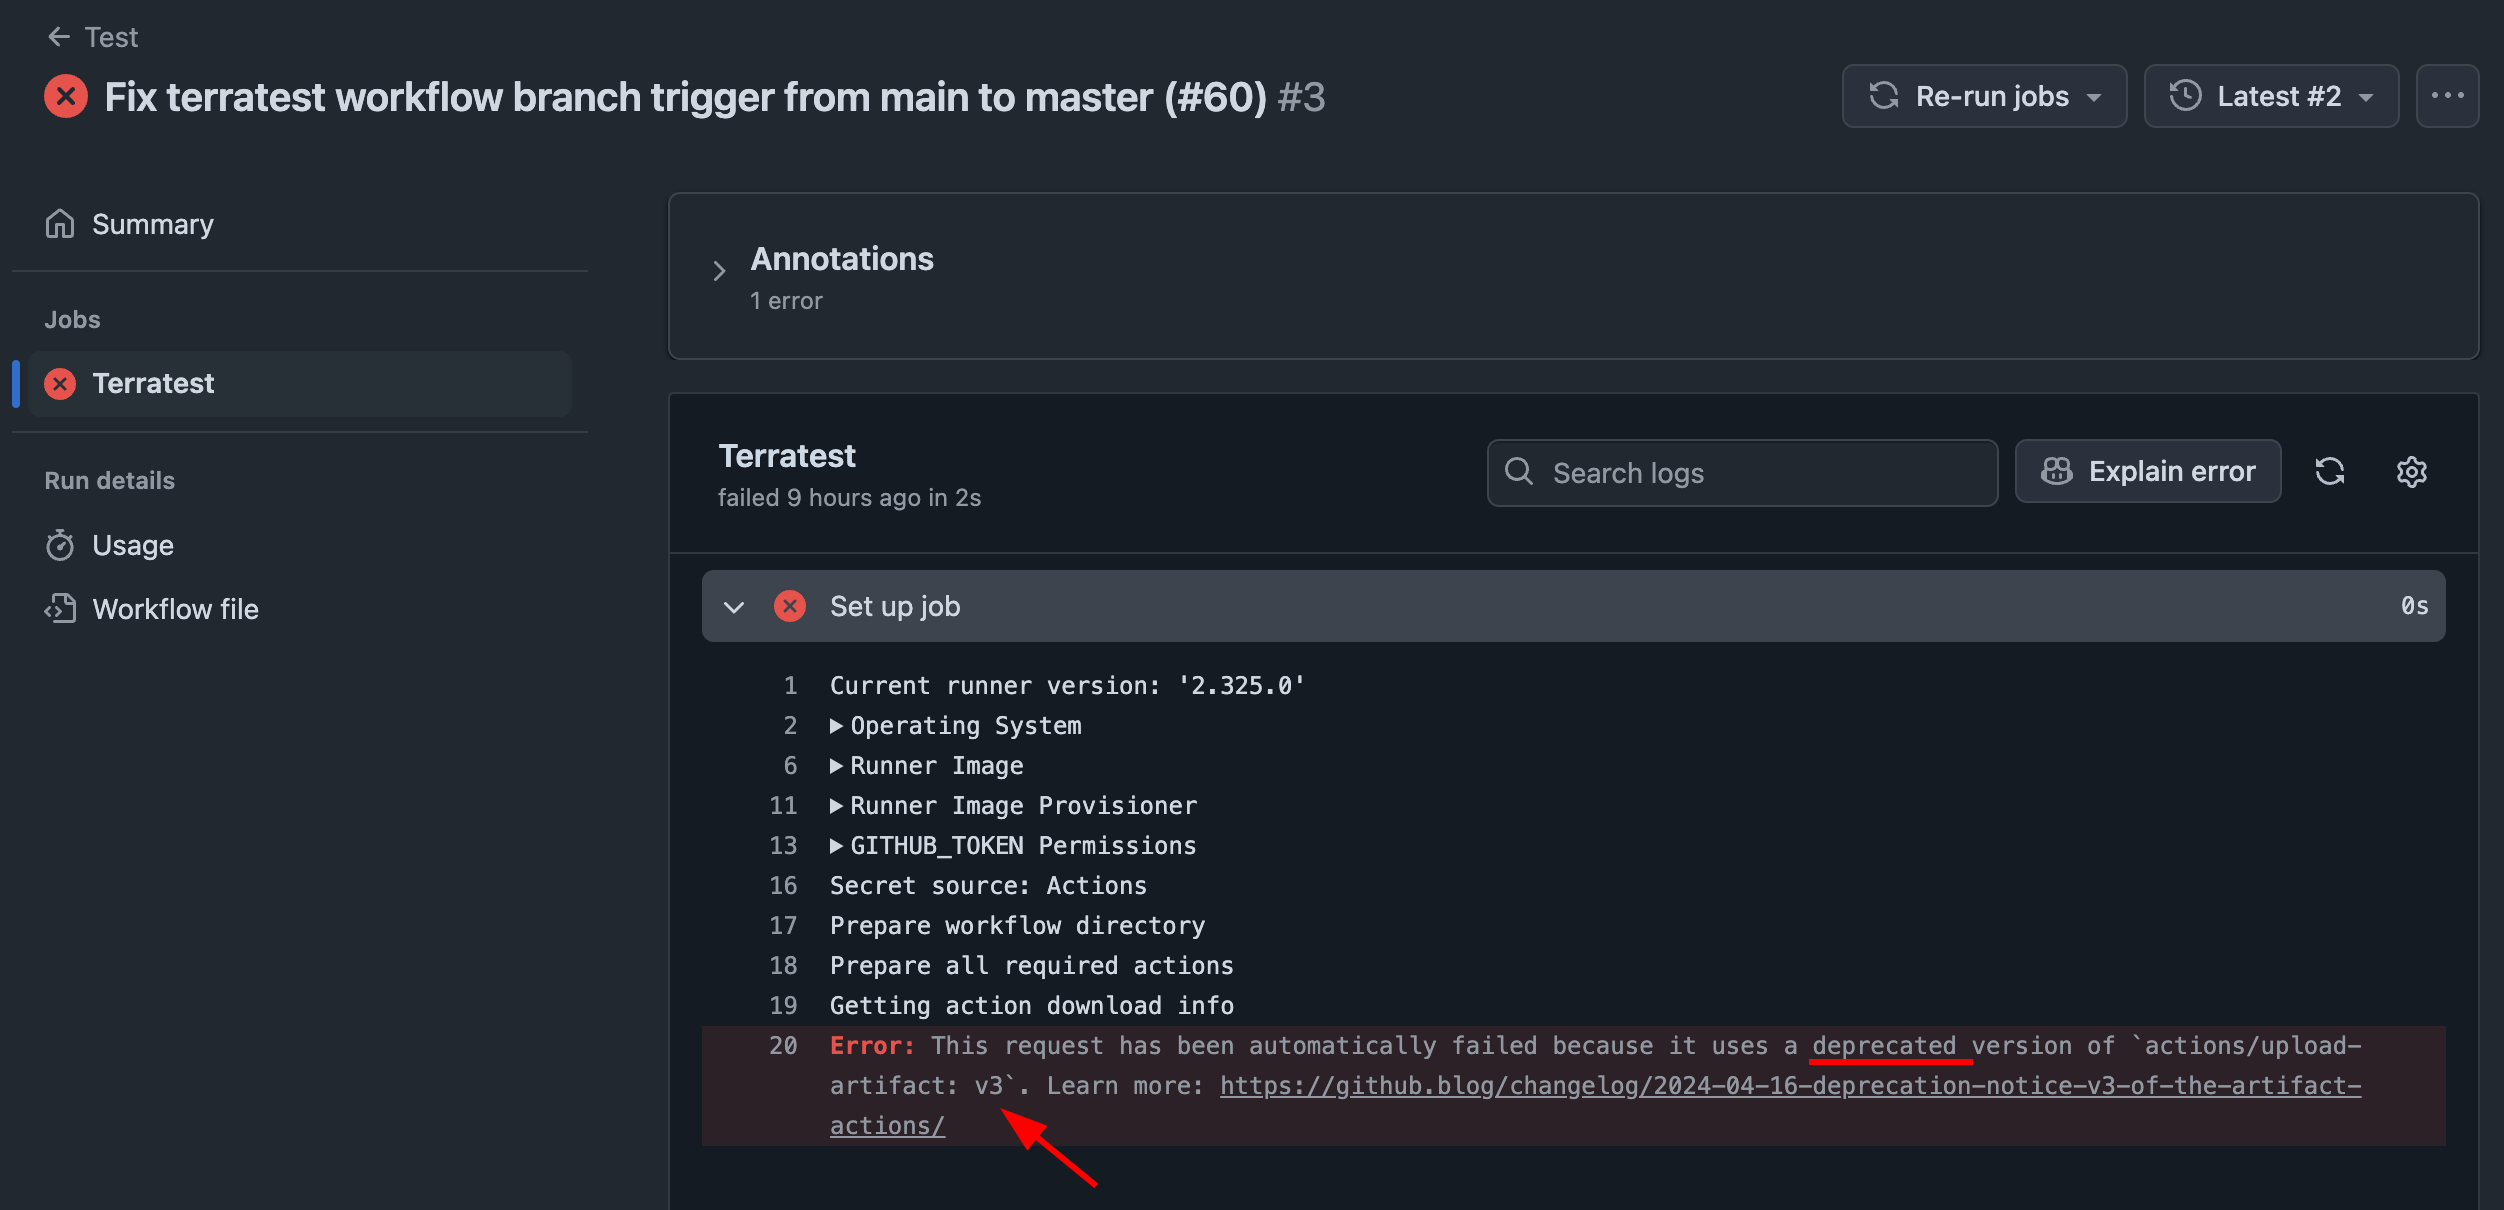 Test
Fix terratest workflow branch trigger from main to master (#60) #3
Re-run jobs
Latest #2
Summary
Jobs
Terratest
Run details
Usage
Workflow file
Annotations
1 error
Terratest
failed 9 hours ago in 2s
Search logs
Explain error
Set up job
0s
1 Current runner version: '2.325.0'
2 Operating System
6 Runner Image
11 Runner Image Provisioner
13 GITHUB_TOKEN Permissions
16 Secret source: Actions
17 Prepare workflow directory
18 Prepare all required actions
19 Getting action download info
20 Error: This request has been automatically failed because it uses a deprecated version of `actions/upload-
artifact: v3`. Learn more: https://github.blog/changelog/2024-04-16-deprecation-notice-v3-of-the-artifact-
actions/